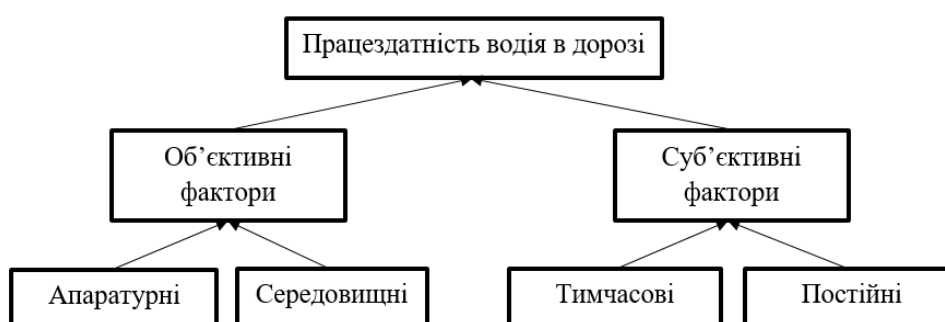 Працездатність водія в дорозі
Об’єктивні
фактори
Суб’єктивні
фактори
Апаратурні
Середовищні
Тимчасові
Постійні